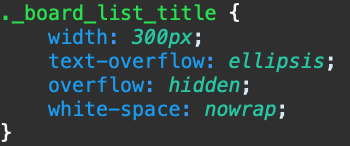 ._board_list_title {
    width: 300px;
    text-overflow: ellipsis;
    overflow: hidden;
    white-space: nowrap;
}